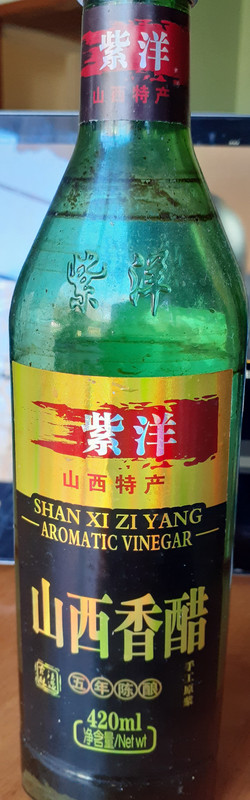 紫洋
山西特产
紫洋
紫洋
山西特产
SHAN XI ZI YANG
AROMATIC VINEGAR
山西香醋
手工原浆
五年陈酿
420ml
净含量/Net wt